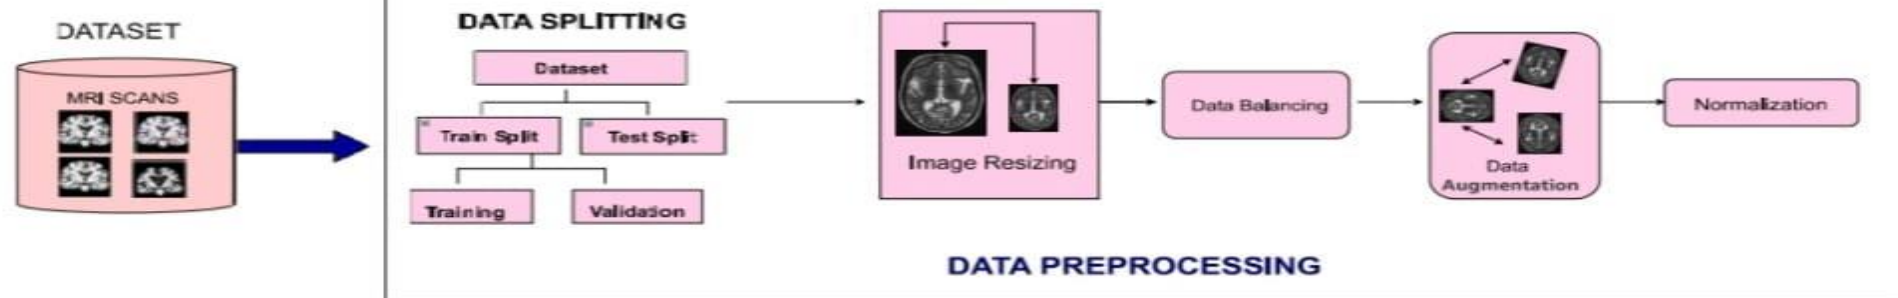 DATASET
MRI SCANS
DATA SPLITTING
Dataset
Train Split
Test Split
Training
Validation
Image Resizing
Data Balancing
Data
Augmentation
Normalization
DATA PREPROCESSING